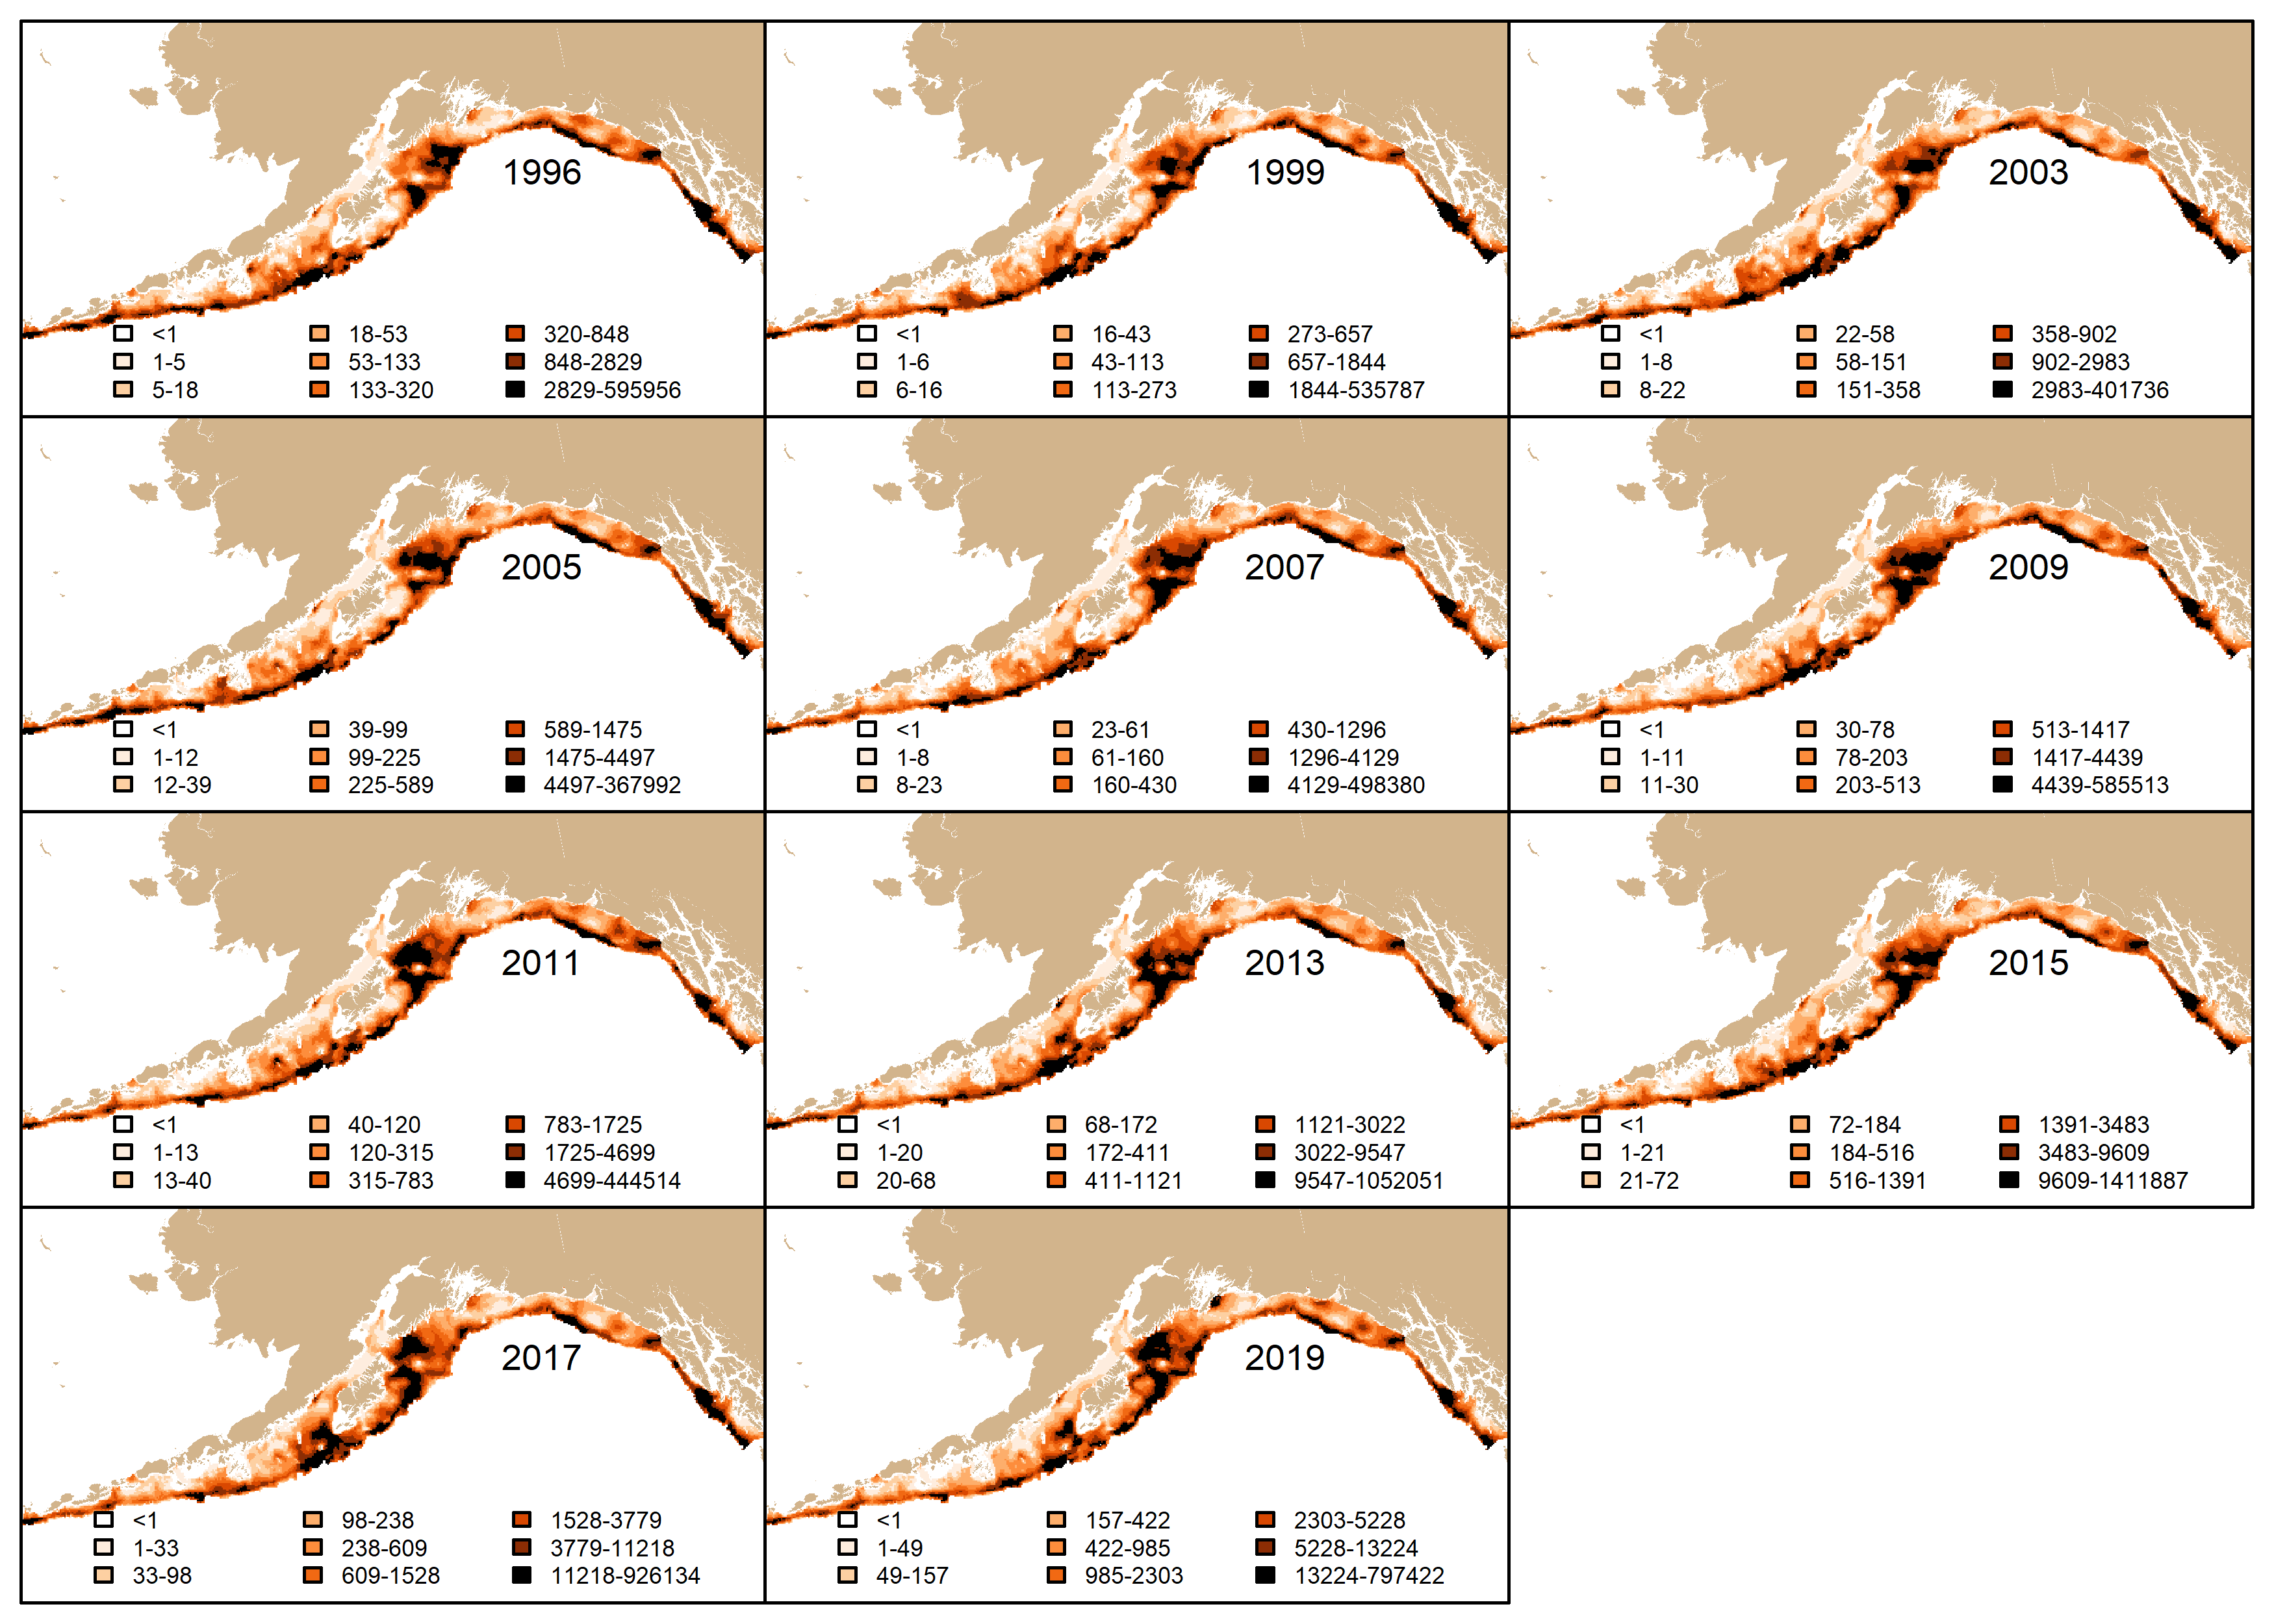 1996
<1 18-53 320-848
1-5 53-133 848-2829
5-18 133-320 2829-595956
1999
<1 16-43 273-657
1-6 43-113 657-1844
6-16 113-273 1844-535787
2003
<1 22-58 358-902
1-8 58-151 902-2983
8-22 151-358 2983-401736
2005
<1 39-99 589-1475
1-12 99-225 1475-4497
12-39 225-589 4497-367992
2007
<1 23-61 430-1296
1-8 61-160 1296-4129
8-23 160-430 4129-498380
2009
<1 30-78 513-1417
1-11 78-203 1417-4439
11-30 203-513 4439-585513
2011
<1 40-120 783-1725
1-13 120-315 1725-4699
13-40 315-783 4699-444514
2013
<1 68-172 1121-3022
1-20 172-411 3022-9547
20-68 411-1121 9547-1052051
2015
<1 72-184 1391-3483
1-21 184-516 3483-9609
21-72 516-1391 9609-1411887
2017
<1 98-238 1528-3779
1-33 238-609 3779-11218
33-98 609-1528 11218-926134
2019
<1 157-422 2303-5228
1-49 422-985 5228-13224
49-157 985-2303 13224-797422